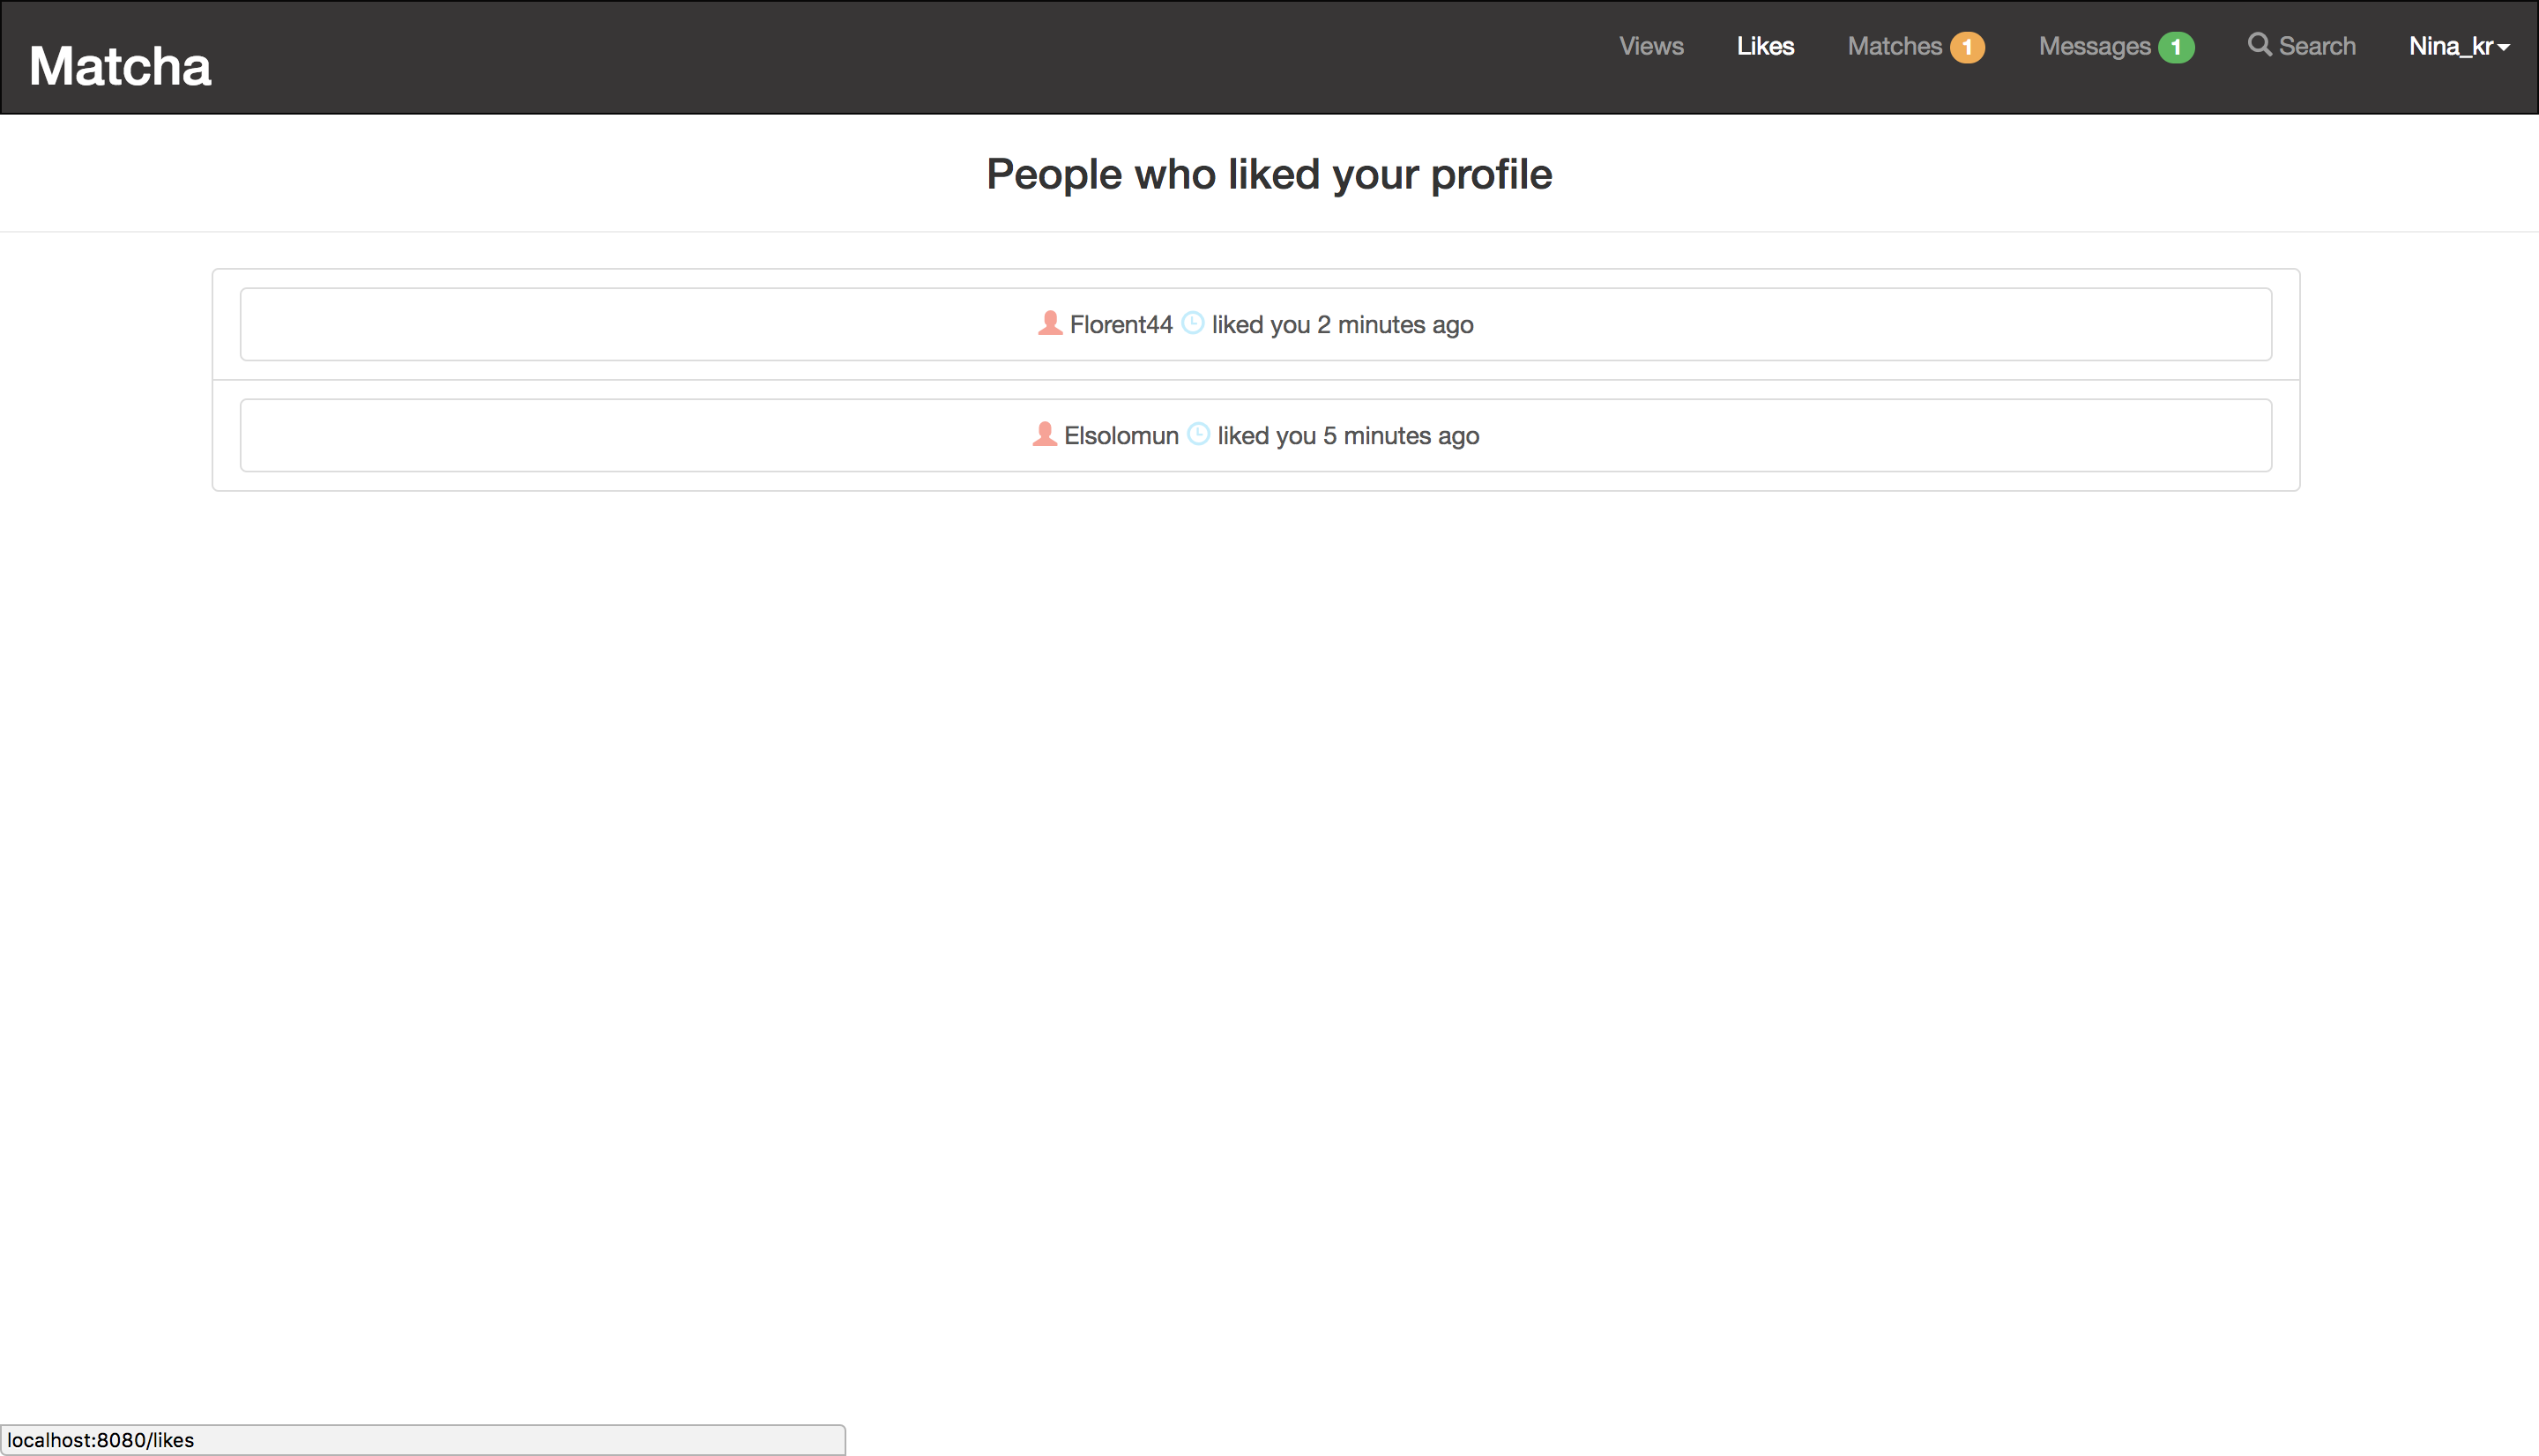 Matcha
Views Likes Matches 1 Messages 1 Search Nina_kr
People who liked your profile
Florent44 liked you 2 minutes ago
Elsolomun liked you 5 minutes ago
localhost:8080/likes